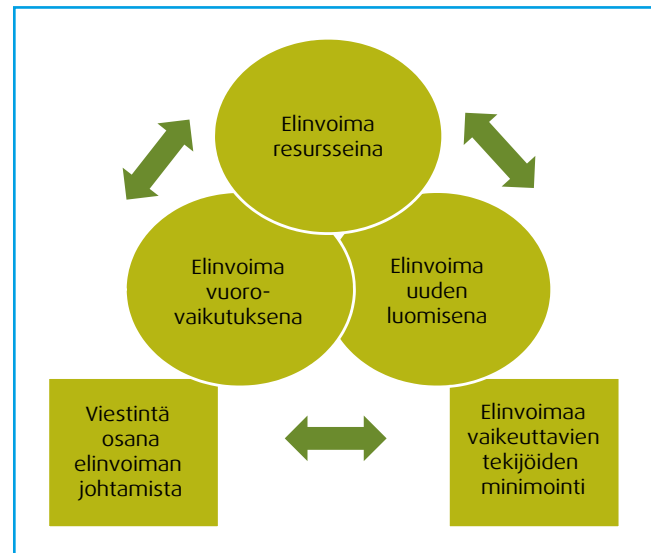 Elinvoima
resursseina
Elinvoima
vuoro-
vaikutuksena
Elinvoima
uuden
luomisena
Viestintä
osana
elinvoiman
johtamista
Elinvoimaa
vaikeuttavien
tekijöiden
minimointi